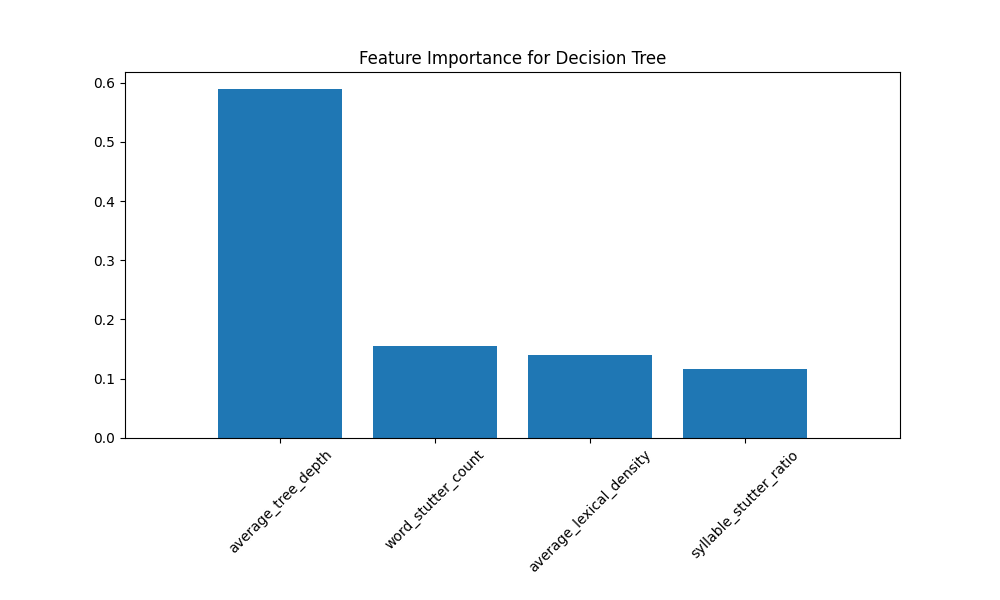 Feature Importance for Decision Tree
0.6
0.5
0.4
0.3
0.2
0.1
0.0
average_tree_depth
word_stutter_count
average_lexical_density
syllable_stutter_ratio